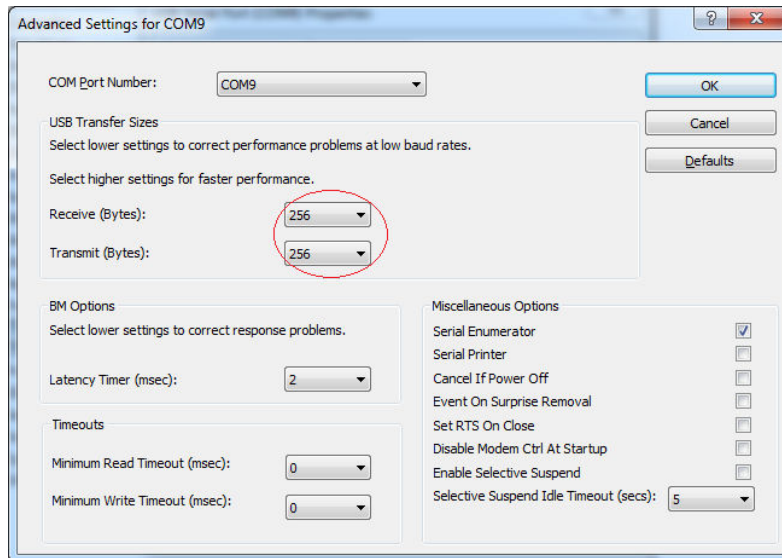 Advanced Settings for COM9
COM Port Number:
COM9
OK
USB Transfer Sizes
Cancel
Select lower settings to correct performance problems at low baud rates.
Defaults
Select higher settings for faster performance.
Receive (Bytes):
256
Transmit (Bytes):
256
BM Options
Select lower settings to correct response problems.
Latency Timer (msec):
2
Timeouts
Minimum Read Timeout (msec):
0
Minimum Write Timeout (msec):
0
Miscellaneous Options
Serial Enumerator
Serial Printer
Cancel If Power Off
Event On Surprise Removal
Set RTS On Close
Disable Modem Ctrl At Startup
Enable Selective Suspend
Selective Suspend Idle Timeout (secs):
5